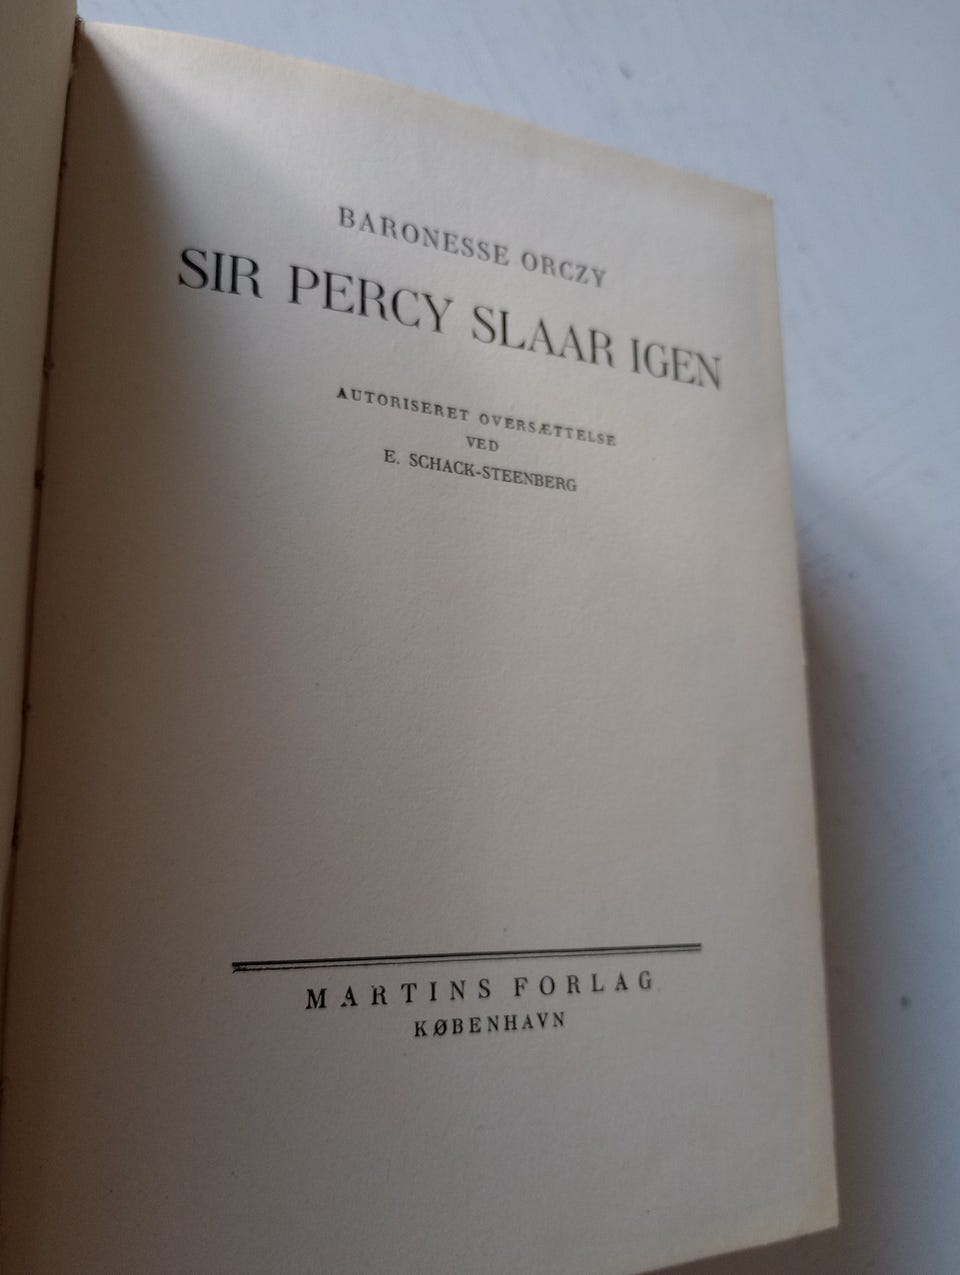 BARONESSE ORCZY
SIR PERCY SLAAR IGEN
AUTORISERET OVERSÆTTELSE
VED
E. SCHACK-STEENBERG
MARTINS FORLAG
KØBENHAVN